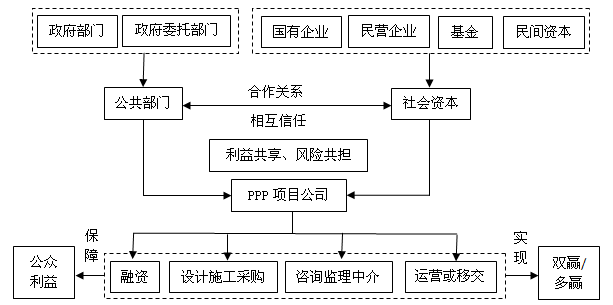 政府部门 政府委托部门 国有企业 民营企业 基金 民间资本
公共部门 合作关系 社会资本
相互信任
利益共享、风险共担
PPP 项目公司
保障 实现
公众利益 融资 设计施工采购 咨询监理中介 运营或移交 双赢/多赢